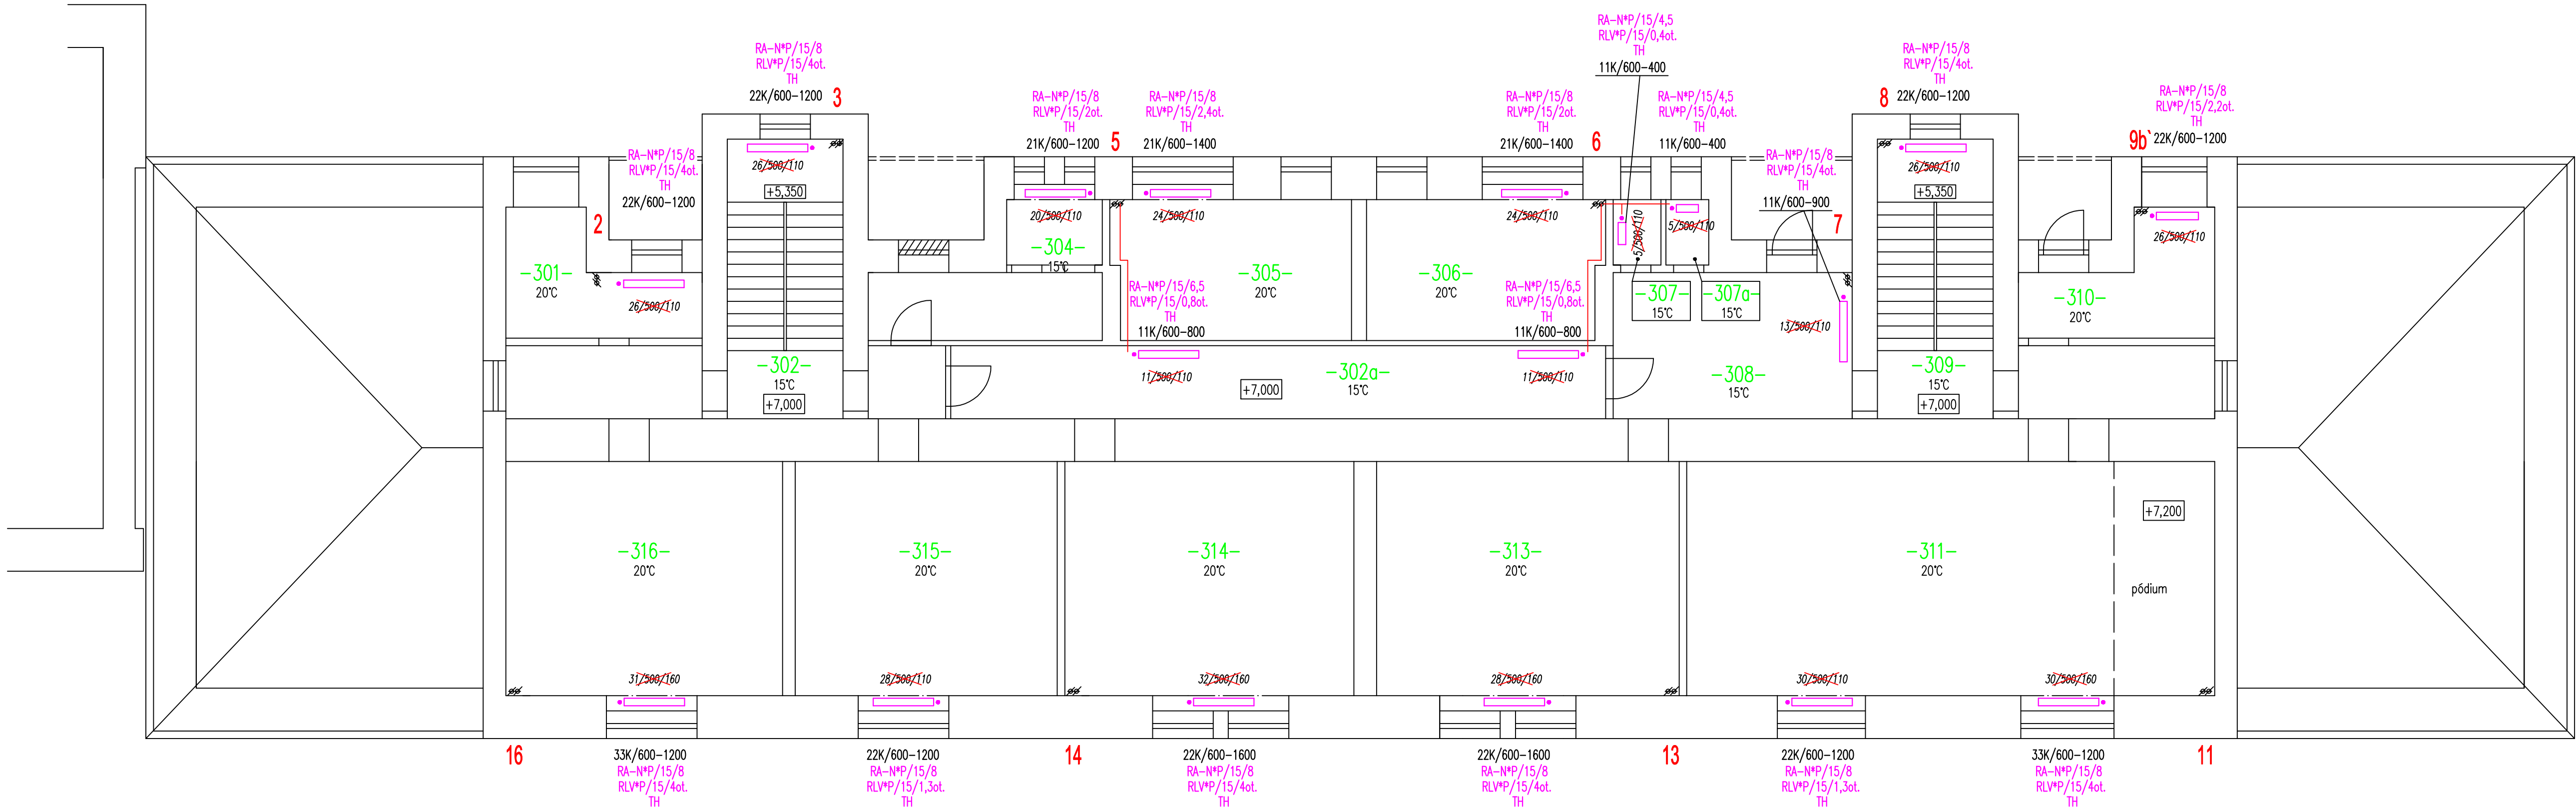 RA-N*P/15/4,5
RLV*P/15/0,4ot.
TH
11K/600-400
RA-N*P/15/8
RLV*P/15/4ot.
TH
22K/600-1200
3
RA-N*P/15/8
RLV*P/15/4ot.
TH
22K/600-1200
8
RA-N*P/15/8
RLV*P/15/2ot.
TH
21K/600-1200
5
RA-N*P/15/8
RLV*P/15/2,4ot.
TH
21K/600-1400
RA-N*P/15/8
RLV*P/15/2ot.
TH
21K/600-1400
6
RA-N*P/15/4,5
RLV*P/15/0,4ot.
TH
11K/600-400
RA-N*P/15/8
RLV*P/15/2,2ot.
TH
22K/600-1200
9b`
RA-N*P/15/8
RLV*P/15/4ot.
TH
22K/600-1200
2
RA-N*P/15/8
RLV*P/15/4ot.
TH
11K/600-900
7
26/500/110
+5,350
26/500/110
+5,350
20/500/110
24/500/110
24/500/110
5/500/110
5/500/110
26/500/110
-301-
20°C
26/500/110
-304-
15°C
-305-
20°C
-306-
20°C
-307-
15°C
-307a-
15°C
-310-
20°C
RA-N*P/15/6,5
RLV*P/15/0,8ot.
TH
11K/600-800
RA-N*P/15/6,5
RLV*P/15/0,8ot.
TH
11K/600-800
13/500/110
-302-
15°C
+7,000
11/500/110
+7,000
-302a-
15°C
11/500/110
-308-
15°C
-309-
15°C
+7,000
+7,200
-316-
20°C
-315-
20°C
-314-
20°C
-313-
20°C
-311-
20°C
pódium
31/500/160
28/500/110
32/500/160
28/500/160
30/500/110
30/500/160
16
33K/600-1200
RA-N*P/15/8
RLV*P/15/4ot.
TH
22K/600-1200
RA-N*P/15/8
RLV*P/15/1,3ot.
TH
14
22K/600-1600
RA-N*P/15/8
RLV*P/15/4ot.
TH
22K/600-1600
RA-N*P/15/8
RLV*P/15/4ot.
TH
13
22K/600-1200
RA-N*P/15/8
RLV*P/15/1,3ot.
TH
33K/600-1200
RA-N*P/15/8
RLV*P/15/4ot.
TH
11